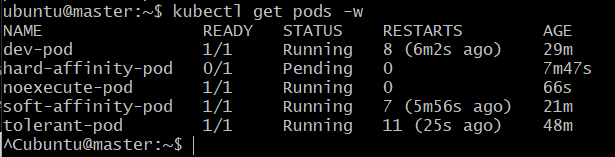 ubuntu@master:~$ kubectl get pods -w
NAME                READY   STATUS    RESTARTS        AGE
dev-pod             1/1     Running   8 (6m2s ago)    29m
hard-affinity-pod   0/1     Pending   0               7m47s
noexecute-pod       1/1     Running   0               66s
soft-affinity-pod   1/1     Running   7 (5m56s ago)   21m
tolerant-pod        1/1     Running   11 (25s ago)    48m
^Cubuntu@master:~$